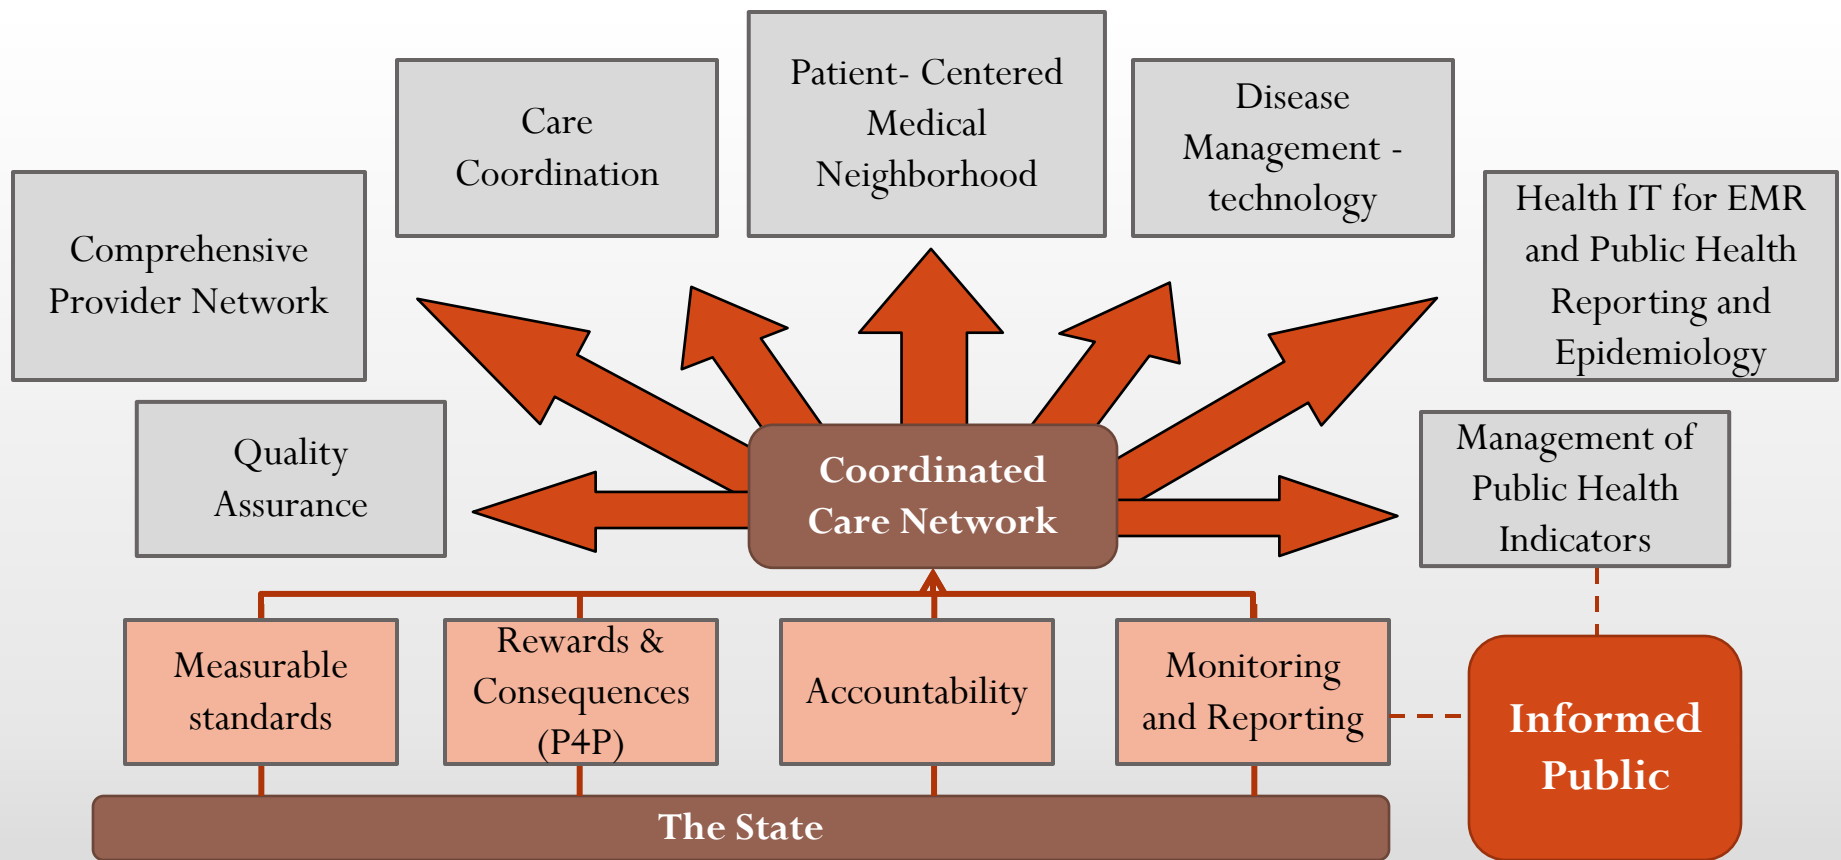 Patient- Centered
Medical
Neighborhood
Care
Coordination
Disease
Management -
technology
Comprehensive
Provider Network
Health IT for EMR
and Public Health
Reporting and
Epidemiology
Quality
Assurance
Coordinated
Care Network
Management of
Public Health
Indicators
Measurable
standards
Rewards &
Consequences
(P4P)
Accountability
Monitoring
and Reporting
Informed
Public
The State